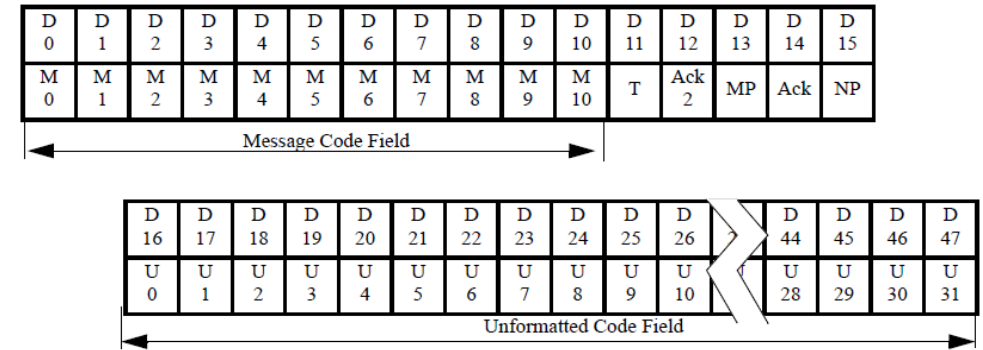 D D D D D D D D D D D D D D D D
0 1 2 3 4 5 6 7 8 9 10 11 12 13 14 15
M M M M M M M M M M M T Ack MP Ack NP
0 1 2 3 4 5 6 7 8 9 10 2
Message Code Field
D D D D D D D D D D D D D D D
16 17 18 19 20 21 22 23 24 25 26 44 45 46 47
U U U U U U U U U U U U U U U
0 1 2 3 4 5 6 7 8 9 10 28 29 30 31
Unformatted Code Field